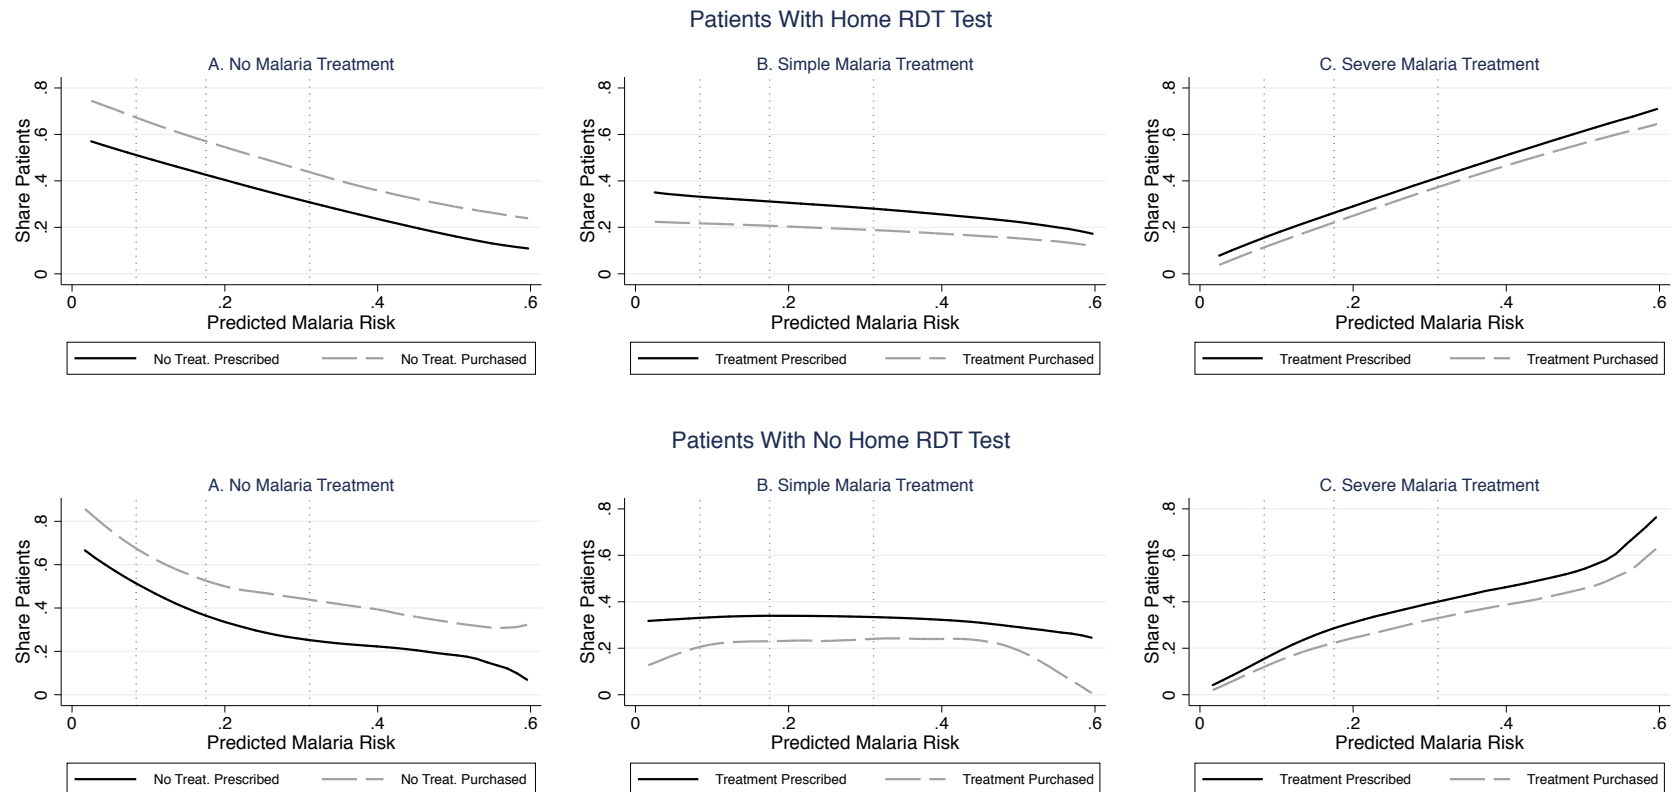 Patients With Home RDT Test
A. No Malaria Treatment
Share Patients
0 .2 .4 .6 .8
0 .2 .4 .6
Predicted Malaria Risk
No Treat. Prescribed No Treat. Purchased
B. Simple Malaria Treatment
Share Patients
0 .2 .4 .6 .8
0 .2 .4 .6
Predicted Malaria Risk
Treatment Prescribed Treatment Purchased
C. Severe Malaria Treatment
Share Patients
0 .2 .4 .6 .8
0 .2 .4 .6
Predicted Malaria Risk
Treatment Prescribed Treatment Purchased
Patients With No Home RDT Test
A. No Malaria Treatment
Share Patients
0 .2 .4 .6 .8
0 .2 .4 .6
Predicted Malaria Risk
No Treat. Prescribed No Treat. Purchased
B. Simple Malaria Treatment
Share Patients
0 .2 .4 .6 .8
0 .2 .4 .6
Predicted Malaria Risk
Treatment Prescribed Treatment Purchased
C. Severe Malaria Treatment
Share Patients
0 .2 .4 .6 .8
0 .2 .4 .6
Predicted Malaria Risk
Treatment Prescribed Treatment Purchased